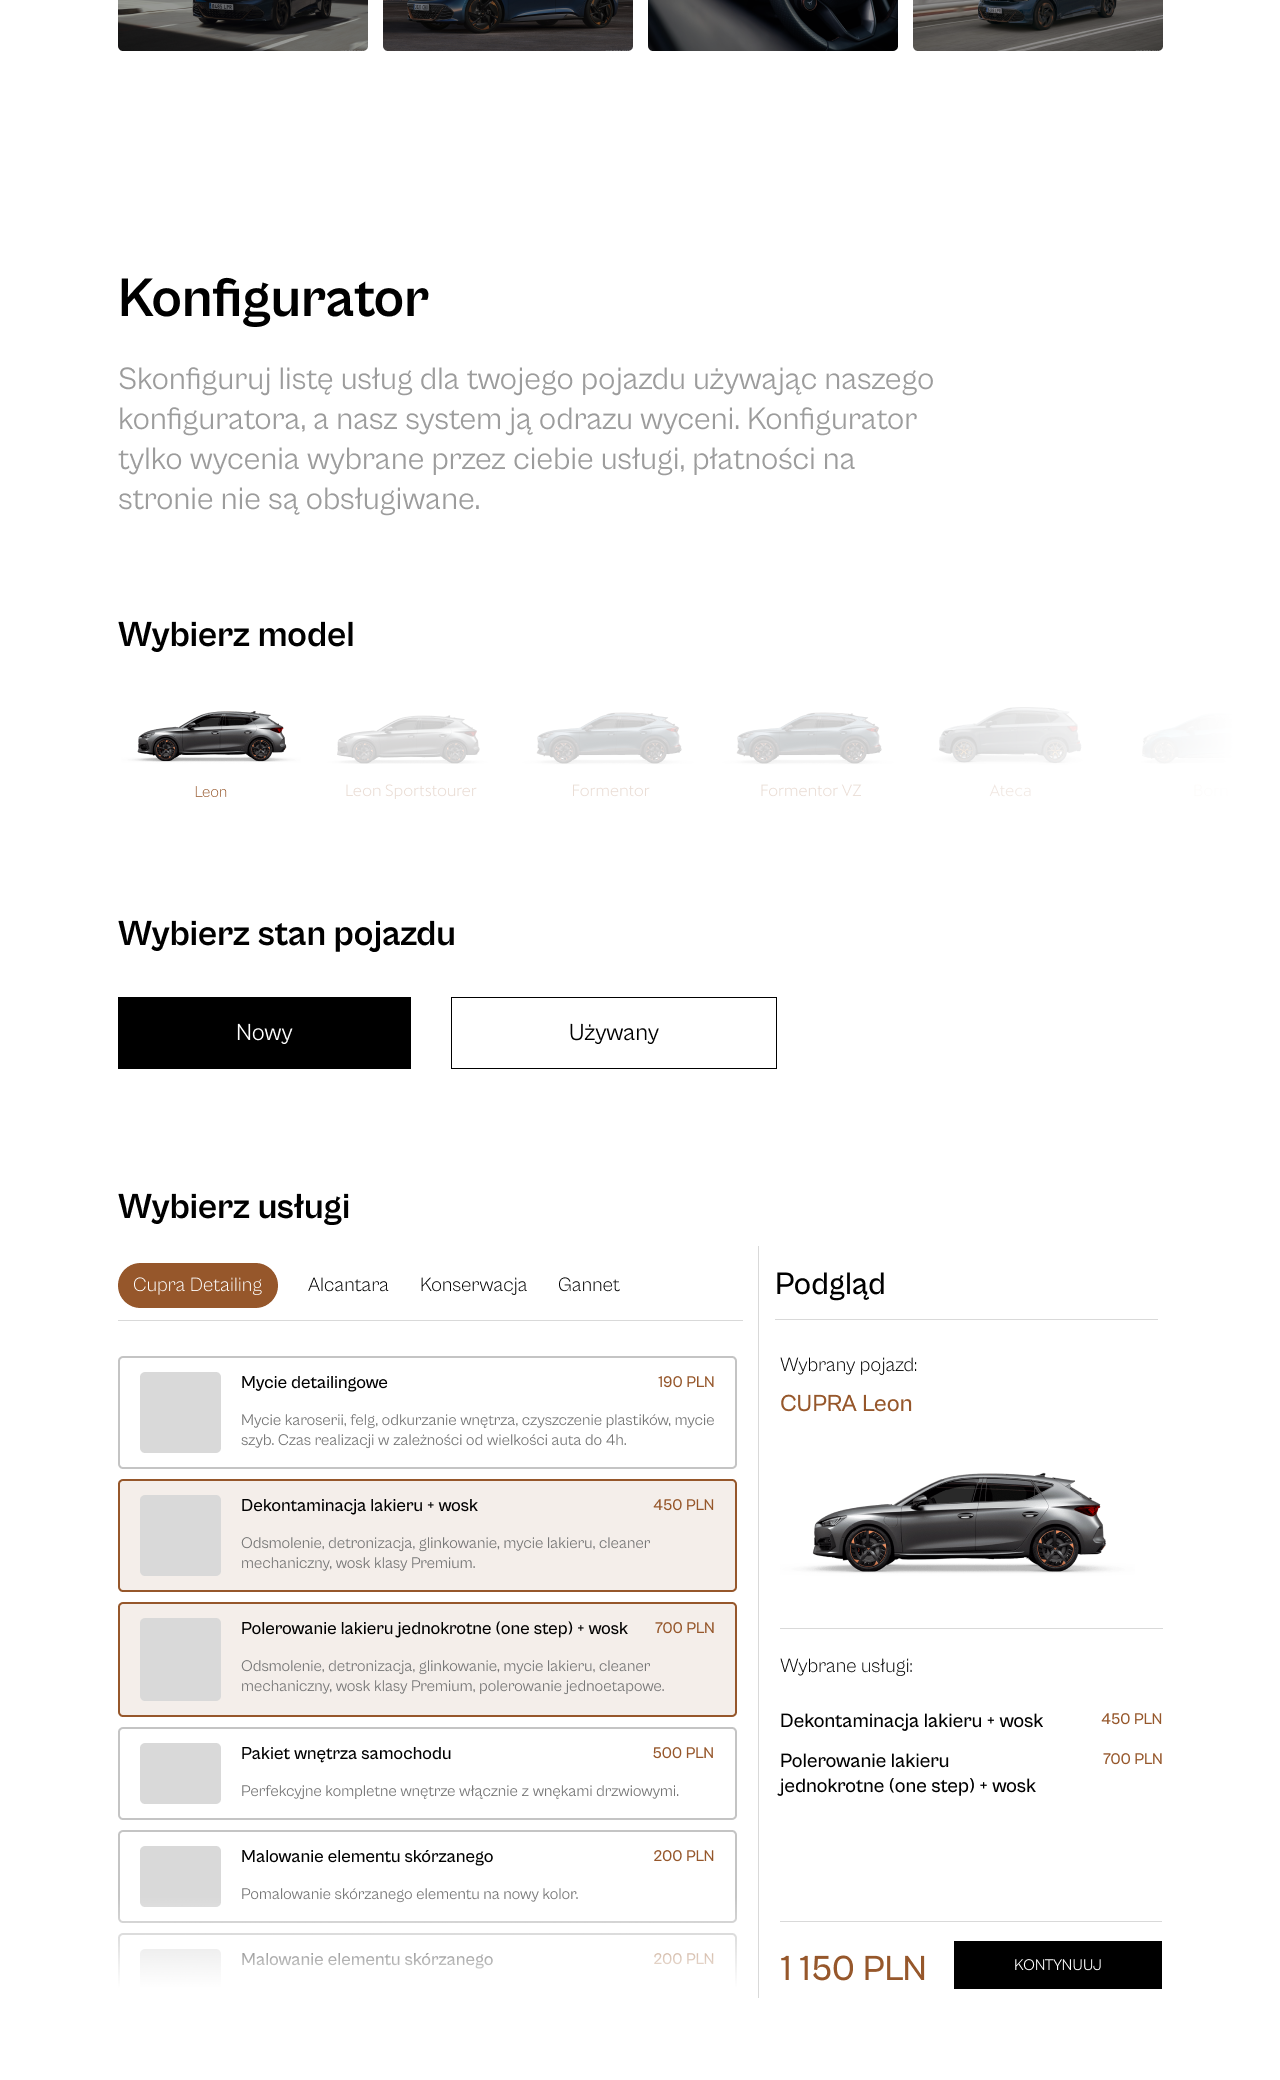 Konfigurator
Skonfiguruj listę usług dla twojego pojazdu używając naszego
konfiguratora, a nasz system ją odrazu wyceni. Konfigurator
tylko wycenia wybrane przez ciebie usługi, płatności na
stronie nie są obsługiwane.
Wybierz model
Leon
Leon Sportstourer
Formentor
Formentor VZ
Ateca
Wybierz stan pojazdu
Nowy
Używany
Wybierz usługi
Cupra Detailing
Alcantara
Konserwacja
Gannet
Mycie detailingowe
190 PLN
Mycie karoserii, felg, odkurzanie wnętrza, czyszczenie plastików, mycie
szyb. Czas realizacji w zależności od wielkości auta do 4h.
Dekontaminacja lakieru + wosk
450 PLN
Odsmolenie, detronizacja, glinkowanie, mycie lakieru, cleaner
mechaniczny, wosk klasy Premium.
Polerowanie lakieru jednokrotne (one step) + wosk
700 PLN
Odsmolenie, detronizacja, glinkowanie, mycie lakieru, cleaner
mechaniczny, wosk klasy Premium, polerowanie jednoetapowe.
Pakiet wnętrza samochodu
500 PLN
Perfekcyjne kompletne wnętrze włącznie z wnękami drzwiowymi.
Malowanie elementu skórzanego
200 PLN
Pomalowanie skórzanego elementu na nowy kolor.
Malowanie elementu skórzanego
200 PLN
Podgląd
Wybrany pojazd:
CUPRA Leon
Wybrane usługi:
Dekontaminacja lakieru + wosk
450 PLN
Polerowanie lakieru
jednokrotne (one step) + wosk
700 PLN
1 150 PLN
KONTYNUUJ